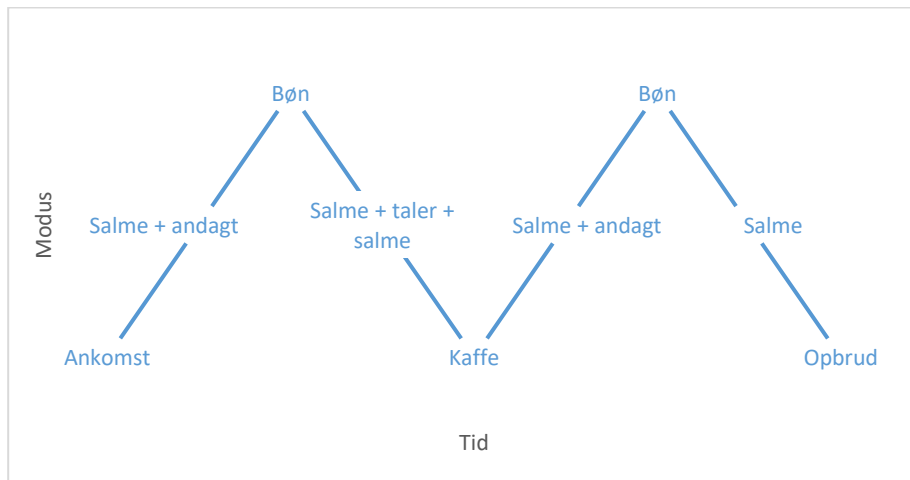 Bøn
Bøn
Modus
Salme + andagt
Salme + taler +
salme
Salme + andagt
Salme
Ankomst
Kaffe
Opbrud
Tid